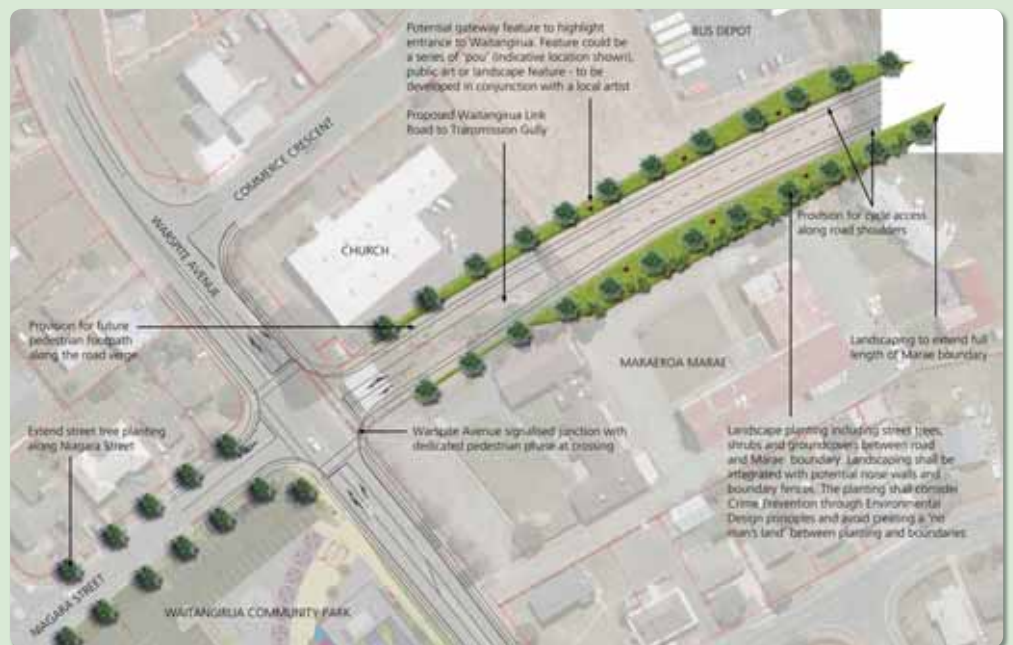 Potential gateway feature to highlight
entrance to Waitangirua. Feature could be
a series of 'pou' (indicative location shown),
public art or landscape feature - to be
developed in conjunction with a local artist
BUS DEPOT
Proposed Waitangirua Link
Road to Transmission Gully
COMMERCE CRESCENT
WARSPITE AVENUE
CHURCH
Provision for cycle access
along road shoulders
Provision for future
pedestrian footpath
along the road verge
MARAEROA MARAE
Landscaping to extend full
length of Marae boundary
Extend street tree planting
along Niagara Street
Warspite Avenue signalised junction with
dedicated pedestrian phase at crossing
Landscape planting including street trees,
shrubs and groundcovers between road
and Marae boundary. Landscaping shall be
integrated with potential noise walls and
boundary fences. The planting shall consider
Crime Prevention through Environmental
Design principles and avoid creating a 'no
man's land' between planting and boundaries
NIAGARA STREET
WAITANGIRUA COMMUNITY PARK